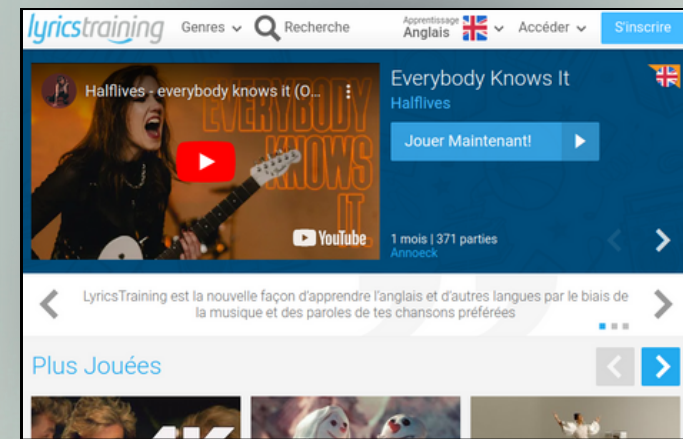 lyricstraining Genres Recherche Apprentissage Anglais Accéder S'inscrire
Halflives - everybody knows it (O...
EVERYBODY
KNOWS
IT.
YouTube
Everybody Knows It
Halflives
Jouer Maintenant!
1 mois | 371 parties
Annoeck
LyricsTraining est la nouvelle façon d'apprendre l'anglais et d'autres langues par le biais de
la musique et des paroles de tes chansons préférées
Plus Jouées
4K